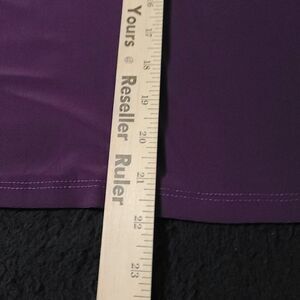 Yours @ Reseller Ruler
16 17 18 19 20 21 22 23